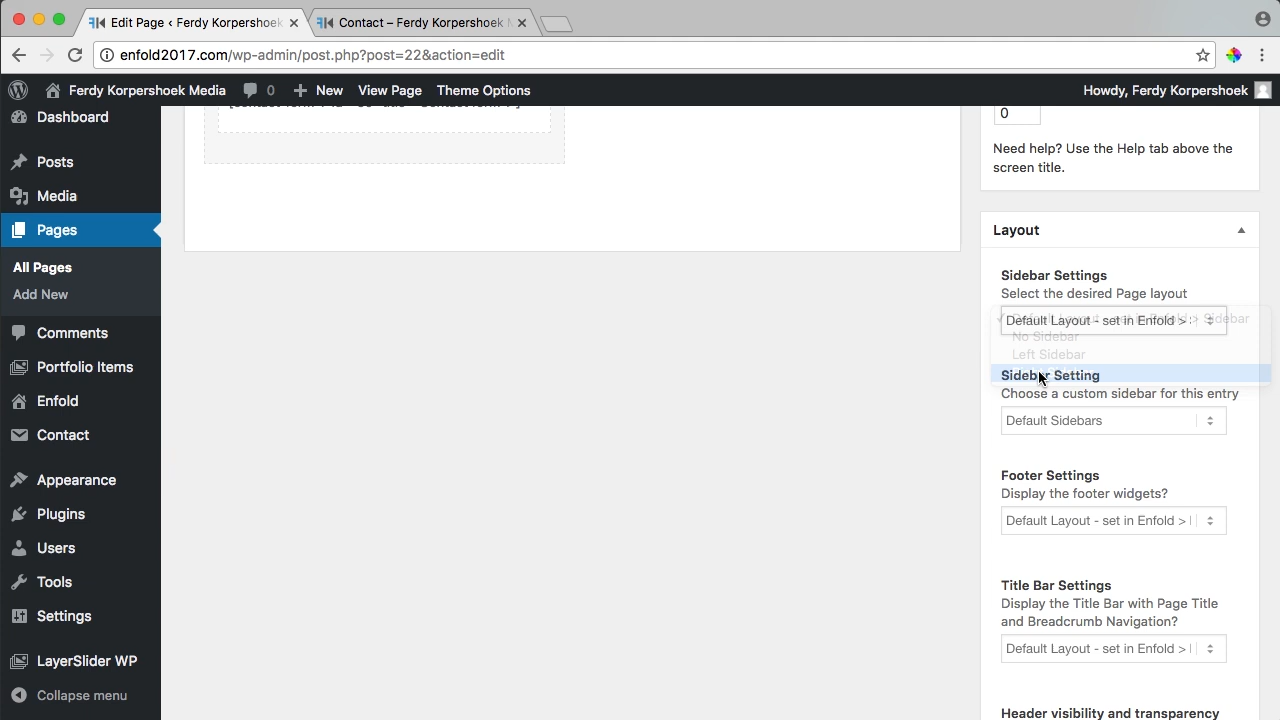 Edit Page ‹ Ferdy Korpershoek
Contact – Ferdy Korpershoek
enfold2017.com/wp-admin/post.php?post=22&action=edit
Ferdy Korpershoek Media
0
New
View Page
Theme Options
Howdy, Ferdy Korpershoek
Dashboard
Posts
Media
Pages
All Pages
Add New
Comments
Portfolio Items
Enfold
Contact
Appearance
Plugins
Users
Tools
Settings
LayerSlider WP
Collapse menu
0
Need help? Use the Help tab above the
screen title.
Layout
Sidebar Settings
Select the desired Page layout
Default Layout - set in Enfold >
Sidebar
No Sidebar
Left Sidebar
Sidebar Setting
Choose a custom sidebar for this entry
Default Sidebars
Footer Settings
Display the footer widgets?
Default Layout - set in Enfold >
Title Bar Settings
Display the Title Bar with Page Title
and Breadcrumb Navigation?
Default Layout - set in Enfold >
Header visibility and transparency